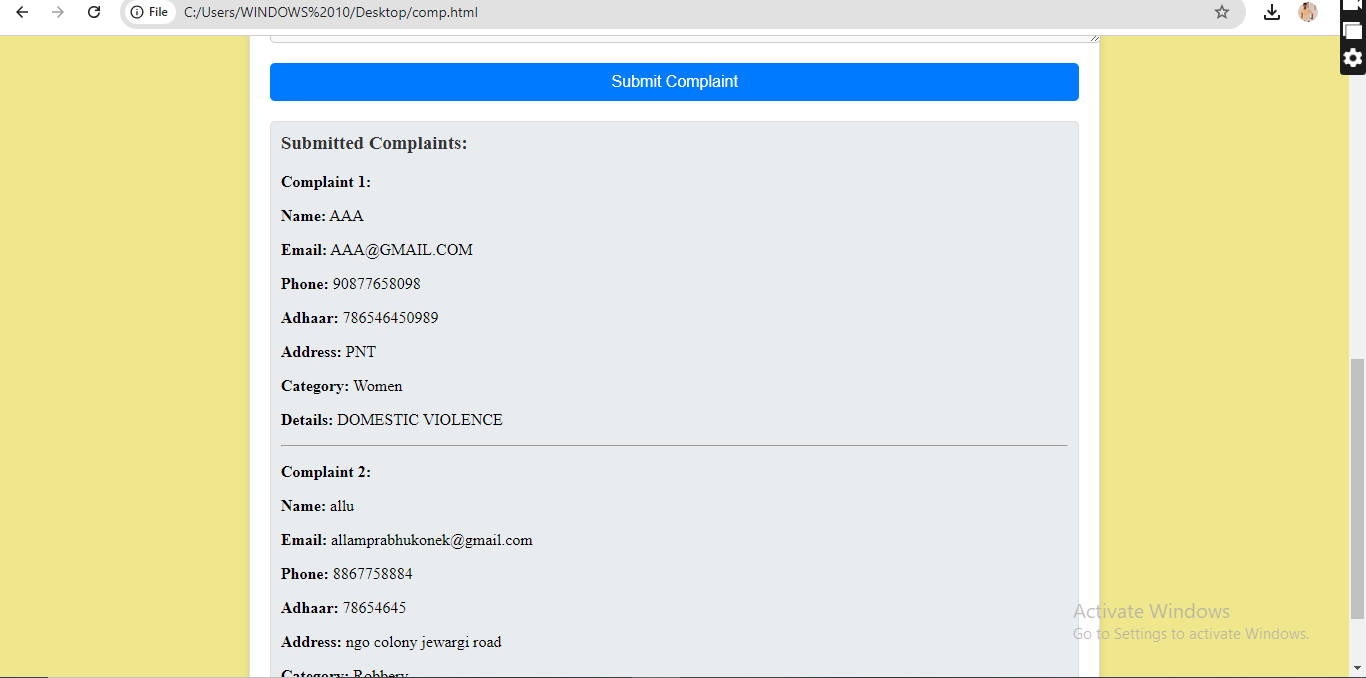 File C:/Users/WINDOWS%2010/Desktop/comp.html
Submit Complaint
Submitted Complaints:
Complaint 1:
Name: AAA
Email: AAA@GMAIL.COM
Phone: 90877658098
Adhaar: 786546450989
Address: PNT
Category: Women
Details: DOMESTIC VIOLENCE
Complaint 2:
Name: allu
Email: allamprabhukonek@gmail.com
Phone: 8867758884
Adhaar: 78654645
Address: ngo colony jewargi road
Category: Robbery
Activate Windows
Go to Settings to activate Windows.